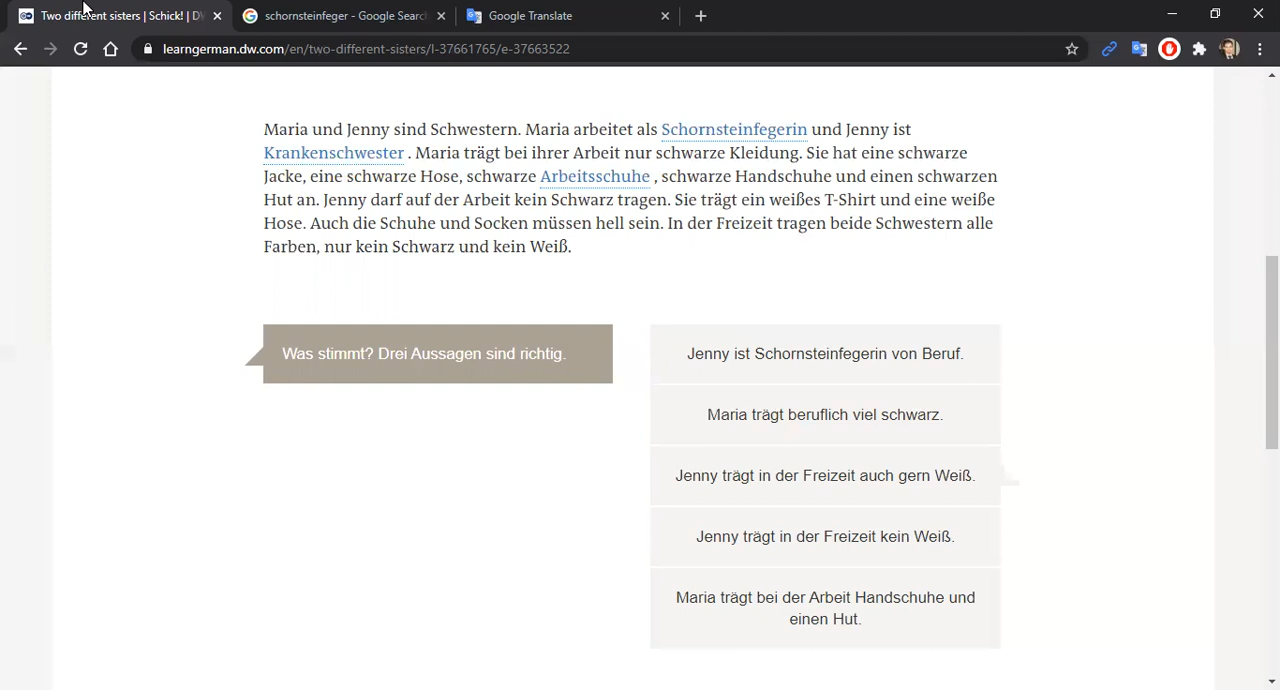 Two different sisters | Schick! | DW
schornsteinfeger - Google Search
Google Translate
learngerman.dw.com/en/two-different-sisters/l-37661765/e-37663522
Maria und Jenny sind Schwestern. Maria arbeitet als Schornsteinfegerin und Jenny ist
Krankenschwester . Maria trägt bei ihrer Arbeit nur schwarze Kleidung. Sie hat eine schwarze
Jacke, eine schwarze Hose, schwarze Arbeitsschuhe , schwarze Handschuhe und einen schwarzen
Hut an. Jenny darf auf der Arbeit kein Schwarz tragen. Sie trägt ein weißes T-Shirt und eine weiße
Hose. Auch die Schuhe und Socken müssen hell sein. In der Freizeit tragen beide Schwestern alle
Farben, nur kein Schwarz und kein Weiß.
Was stimmt? Drei Aussagen sind richtig.
Jenny ist Schornsteinfegerin von Beruf.
Maria trägt beruflich viel schwarz.
Jenny trägt in der Freizeit auch gern Weiß.
Jenny trägt in der Freizeit kein Weiß.
Maria trägt bei der Arbeit Handschuhe und
einen Hut.